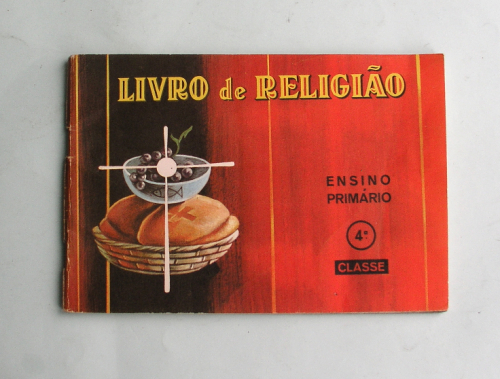 LIVRO de RELIGIÃO
ENSINO
PRIMÁRIO
4ª
CLASSE